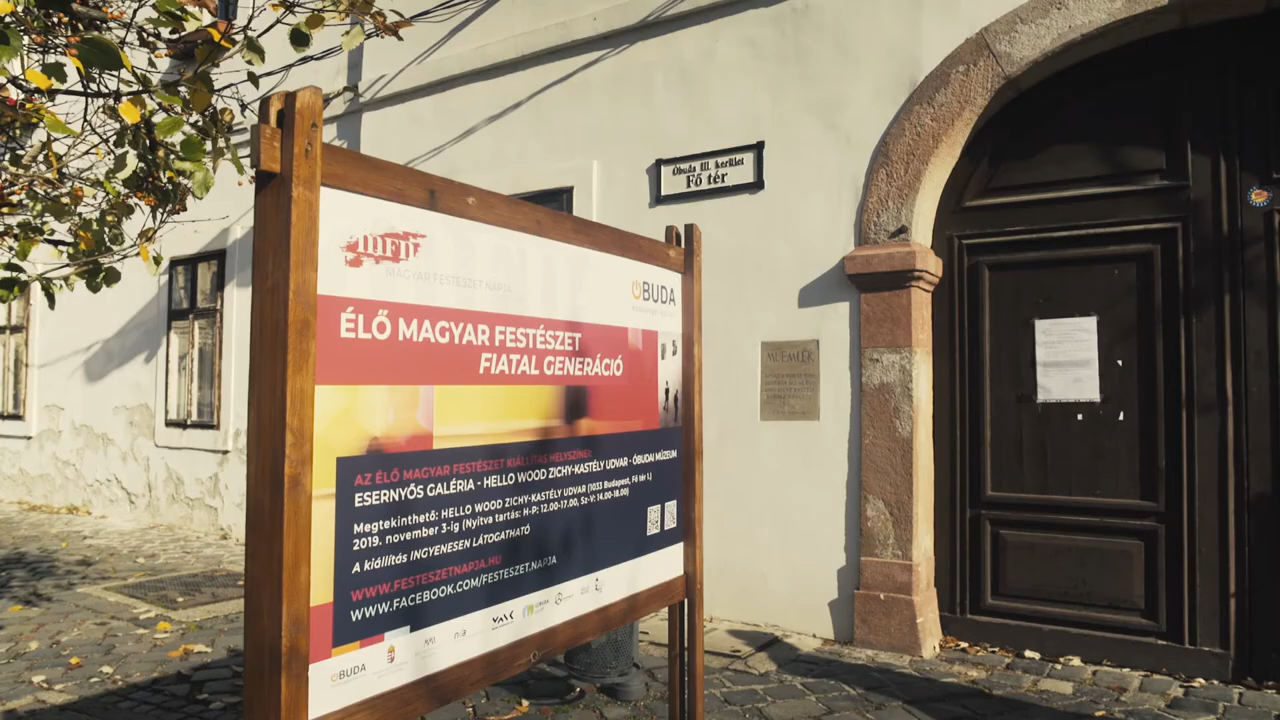 Óbuda III. kerület
Fő tér
MFN
MAGYAR FESTÉSZET NAPJA
ÓBUDA
ÉLŐ MAGYAR FESTÉSZET
FIATAL GENERÁCIÓ
MŰEMLÉK
AZ ÉLŐ MAGYAR FESTÉSZET KIÁLLÍTÁS HELYSZÍNEI:
ESERNYŐS GALÉRIA - HELLO WOOD ZICHY-KASTÉLY UDVAR - ÓBUDAI MÚZEUM
Megtekinthető: HELLO WOOD ZICHY-KASTÉLY UDVAR (1033 Budapest, Fő tér 1.)
2019. november 3-ig (Nyitva tartás: H-P: 12.00-17.00, Sz-V: 14.00-18.00)
A kiállítás INGYENESEN LÁTOGATHATÓ
WWW.FESTESZETNAPJA.HU
WWW.FACEBOOK.COM/FESTESZET.NAPJA
ÓBUDA